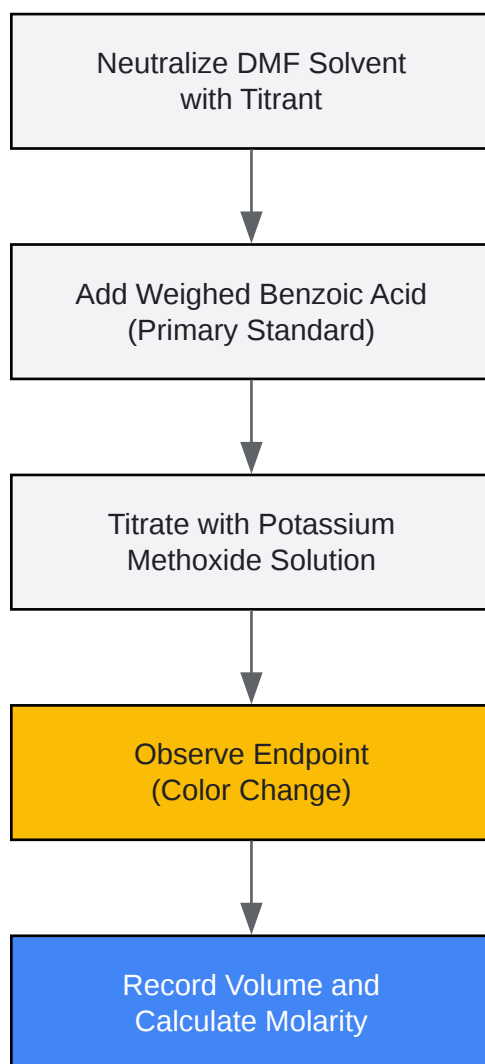 Neutralize DMF Solvent
with Titrant
Add Weighed Benzoic Acid
(Primary Standard)
Titrate with Potassium
Methoxide Solution
Observe Endpoint
(Color Change)
Record Volume and
Calculate Molarity